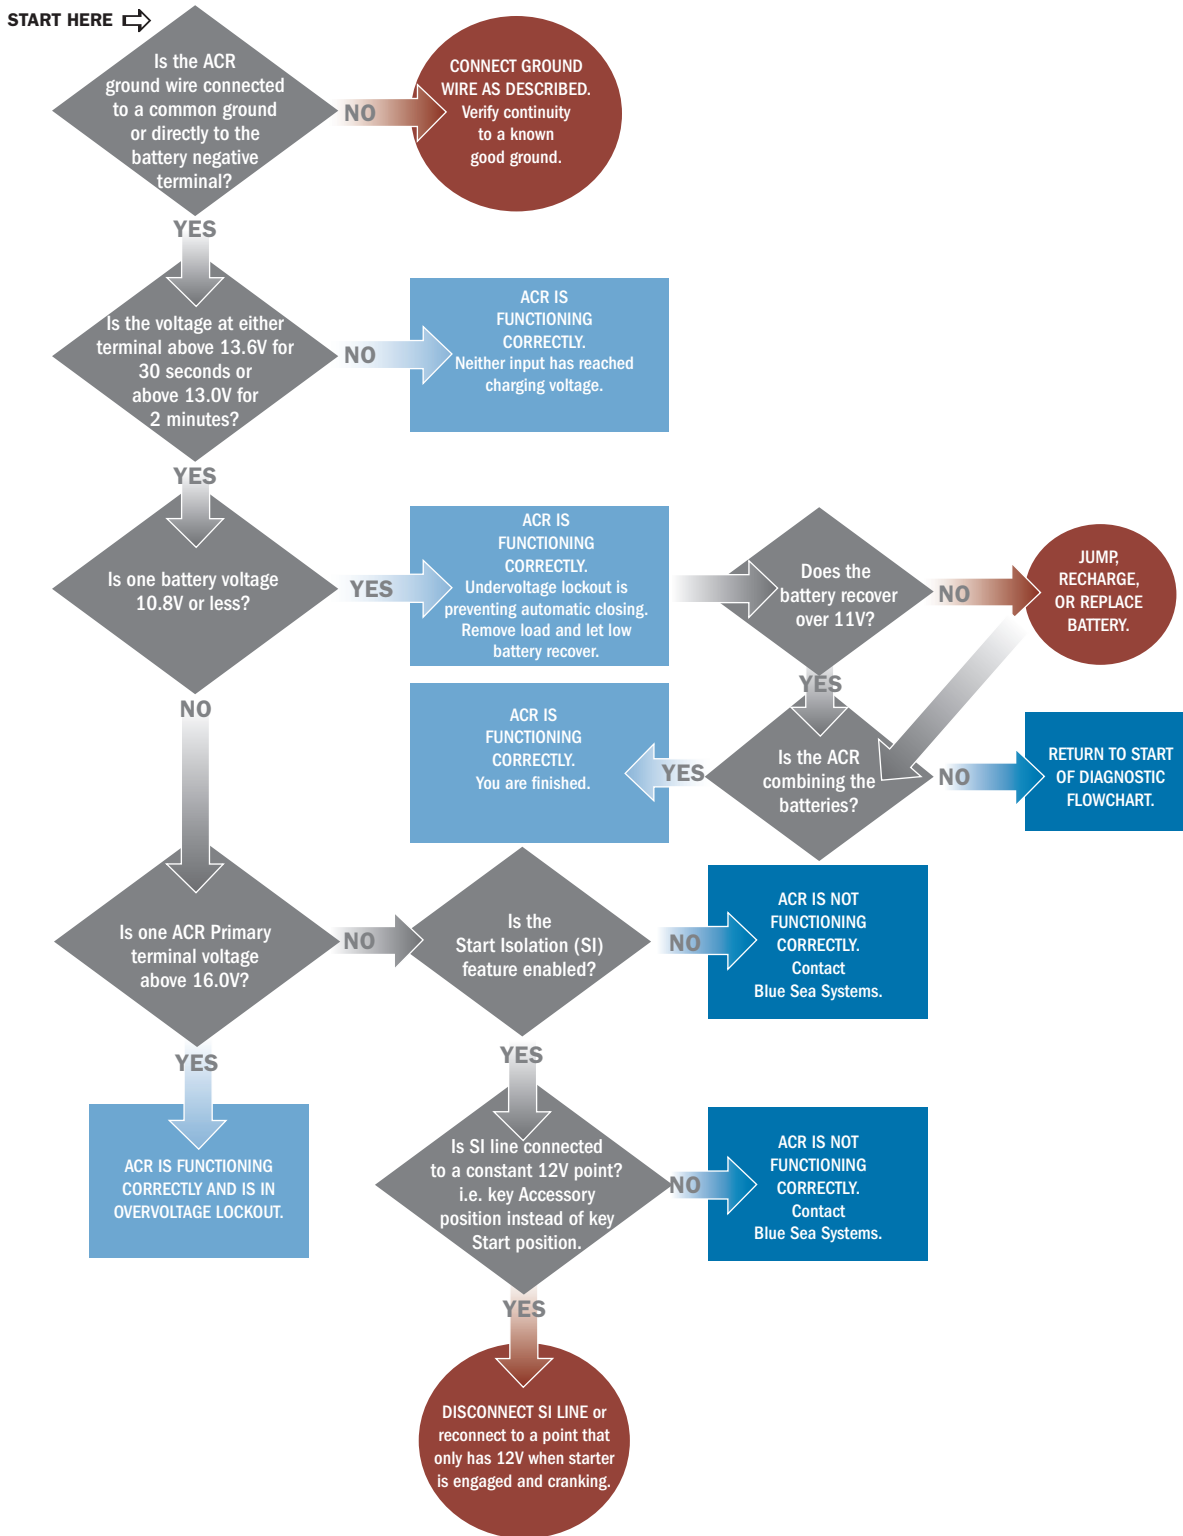 START HERE
Is the ACR
ground wire connected
to a common ground
or directly to the
battery negative
terminal?
NO
CONNECT GROUND
WIRE AS DESCRIBED.
Verify continuity
to a known
good ground.
YES
Is the voltage at either
terminal above 13.6V for
30 seconds or
above 13.0V for
2 minutes?
NO
ACR IS
FUNCTIONING
CORRECTLY.
Neither input has reached
charging voltage.
YES
Is one battery voltage
10.8V or less?
YES
ACR IS
FUNCTIONING
CORRECTLY.
Undervoltage lockout is
preventing automatic closing.
Remove load and let low
battery recover.
Does the
battery recover
over 11V?
NO
JUMP,
RECHARGE,
OR REPLACE
BATTERY.
YES
Is the ACR
combining the
batteries?
YES
ACR IS
FUNCTIONING
CORRECTLY.
You are finished.
NO
RETURN TO START
OF DIAGNOSTIC
FLOWCHART.
NO
Is one ACR Primary
terminal voltage
above 16.0V?
NO
Is the
Start Isolation (SI)
feature enabled?
NO
ACR IS NOT
FUNCTIONING
CORRECTLY.
Contact
Blue Sea Systems.
YES
ACR IS FUNCTIONING
CORRECTLY AND IS IN
OVERVOLTAGE LOCKOUT.
YES
Is SI line connected
to a constant 12V point?
i.e. key Accessory
position instead of key
Start position.
NO
ACR IS NOT
FUNCTIONING
CORRECTLY.
Contact
Blue Sea Systems.
YES
DISCONNECT SI LINE or
reconnect to a point that
only has 12V when starter
is engaged and cranking.